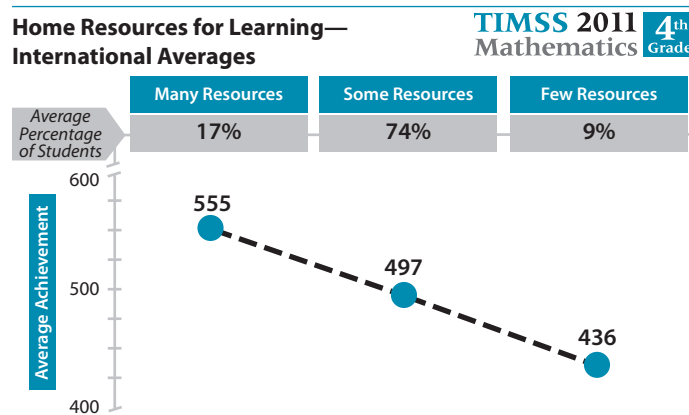 Home Resources for Learning—
International Averages
TIMSS 2011
Mathematics
4th
Grade
Many Resources
Some Resources
Few Resources
Average
Percentage
of Students
17%
74%
9%
600
555
Average Achievement
500
497
436
400